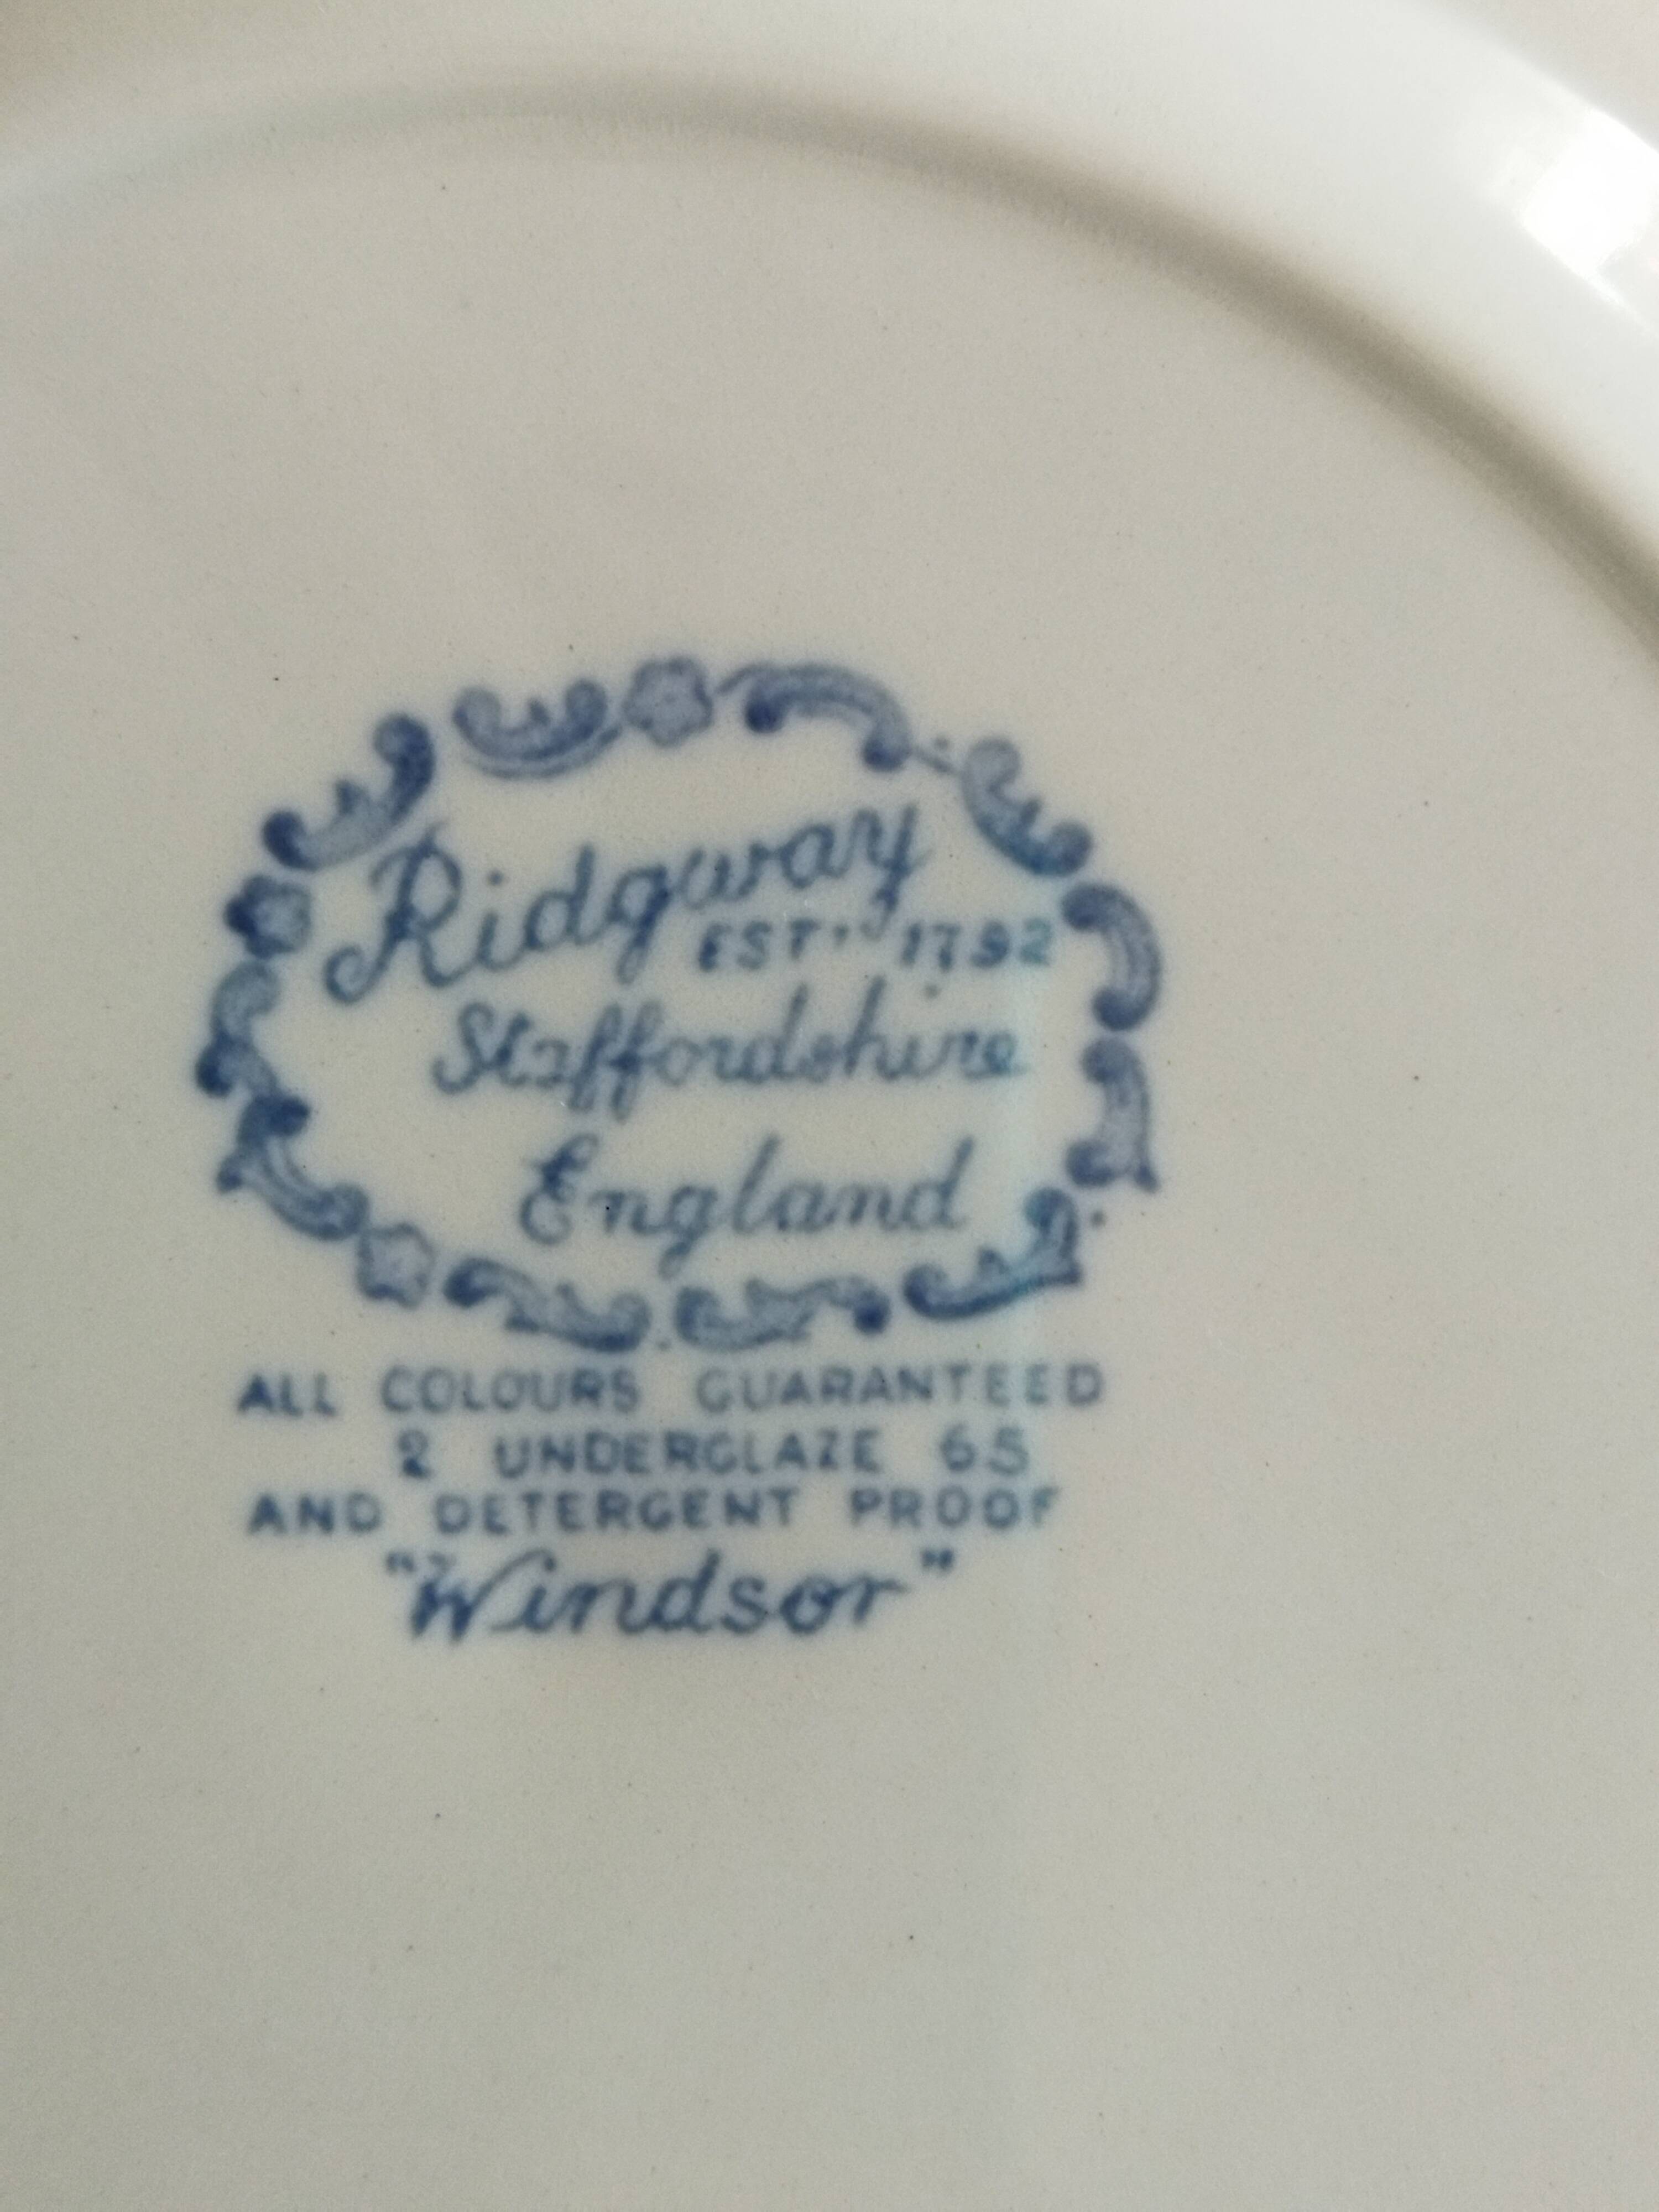 Ridgway
EST. 1792
Staffordshire
England
ALL COLOURS GUARANTEED
2 UNDERGLAZE 65
AND DETERGENT PROOF
"Windsor"